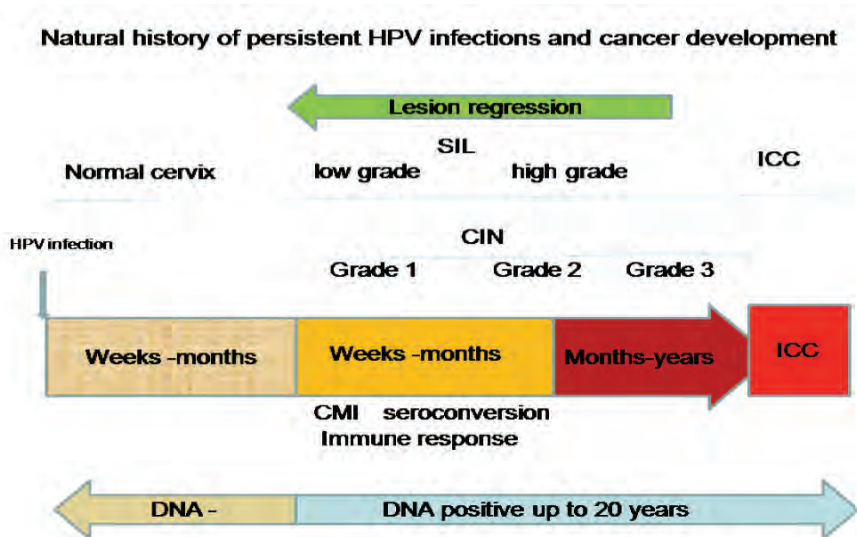 Natural history of persistent HPV infections and cancer development
Lesion regression
SIL
Normal cervix low grade high grade ICC
HPV infection
CIN
Grade 1 Grade 2 Grade 3
Weeks -months Weeks -months Months-years ICC
CMI seroconversion
Immune response
DNA - DNA positive up to 20 years